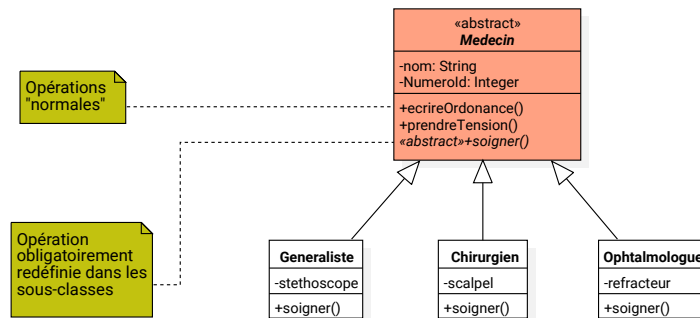 «abstract»
Medecin
-nom: String
-NumeroId: Integer
+ecrireOrdonance()
+prendreTension()
«abstract»+soigner()
Opérations
"normales"
Opération
obligatoirement
redéfinie dans les
sous-classes
Generaliste
-stethoscope
+soigner()
Chirurgien
-scalpel
+soigner()
Ophtalmologue
-refracteur
+soigner()